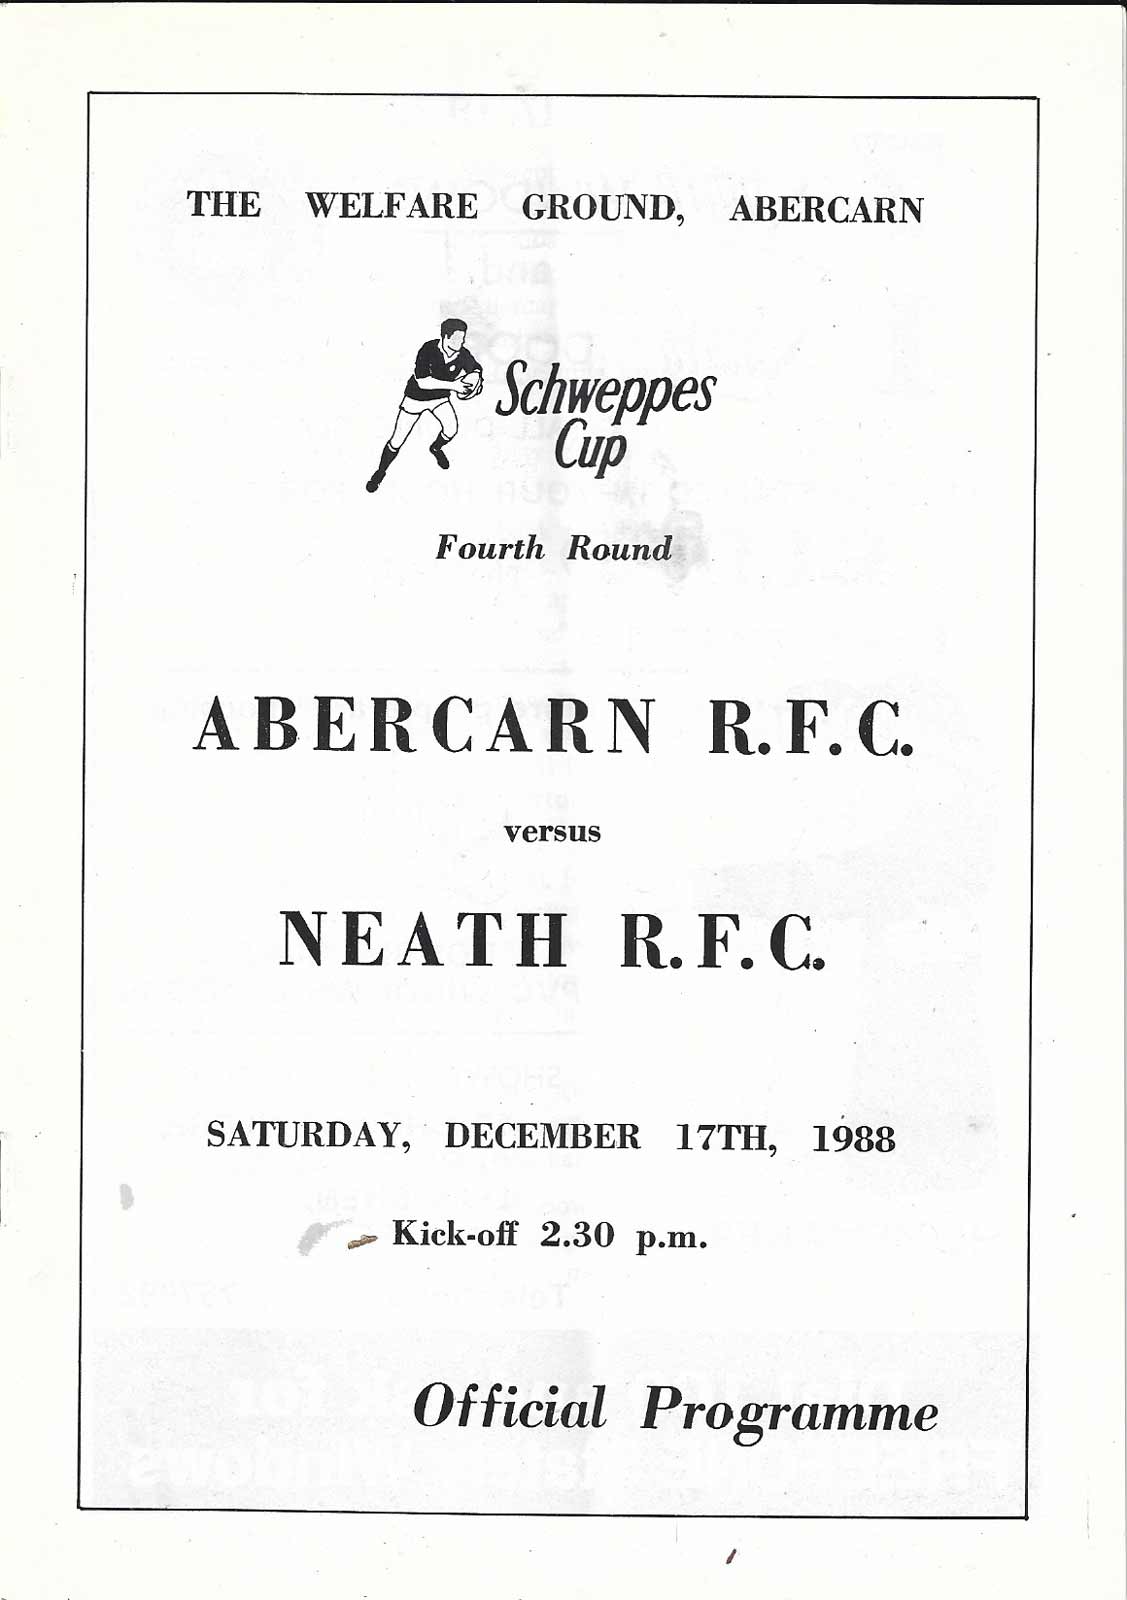 THE WELFARE GROUND, ABERCARN
Schweppes
Cup
Fourth Round
ABERCARN R.F.C.
versus
NEATH R.F.C.
SATURDAY, DECEMBER 17TH, 1988
Kick-off 2.30 p.m.
Official Programme